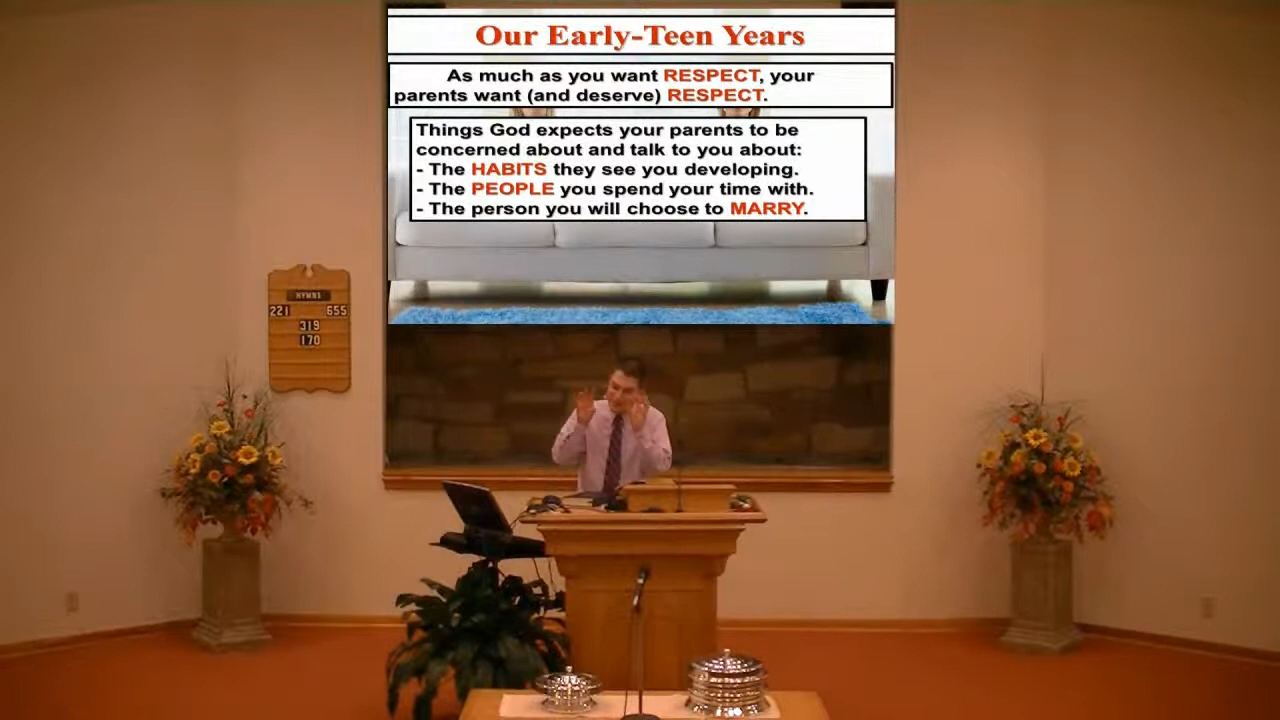 Our Early-Teen Years
As much as you want RESPECT, your
parents want (and deserve) RESPECT.
Things God expects your parents to be
concerned about and talk to you about:
- The HABITS they see you developing.
- The PEOPLE you spend your time with.
- The person you will choose to MARRY.
HYMNS
221 655
319
170